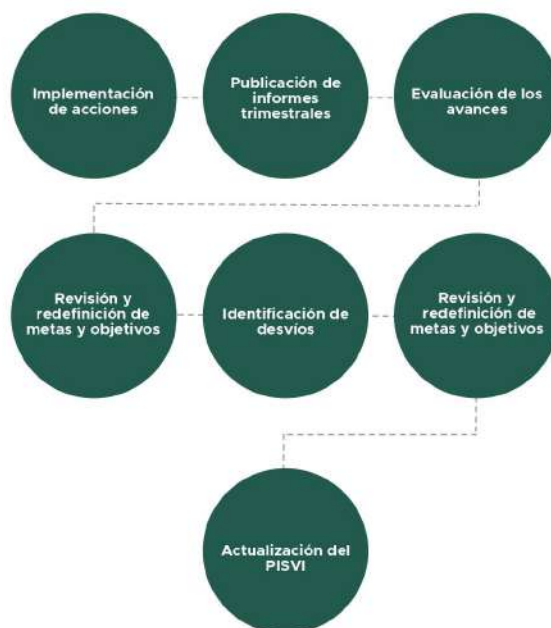 Implementación
de acciones
Publicación de
informes
trimestrales
Evaluación de los
avances
Revisión y
redefinición de
metas y objetivos
Identificación de
desvíos
Revisión y
redefinición de
metas y objetivos
Actualización del
PISVI